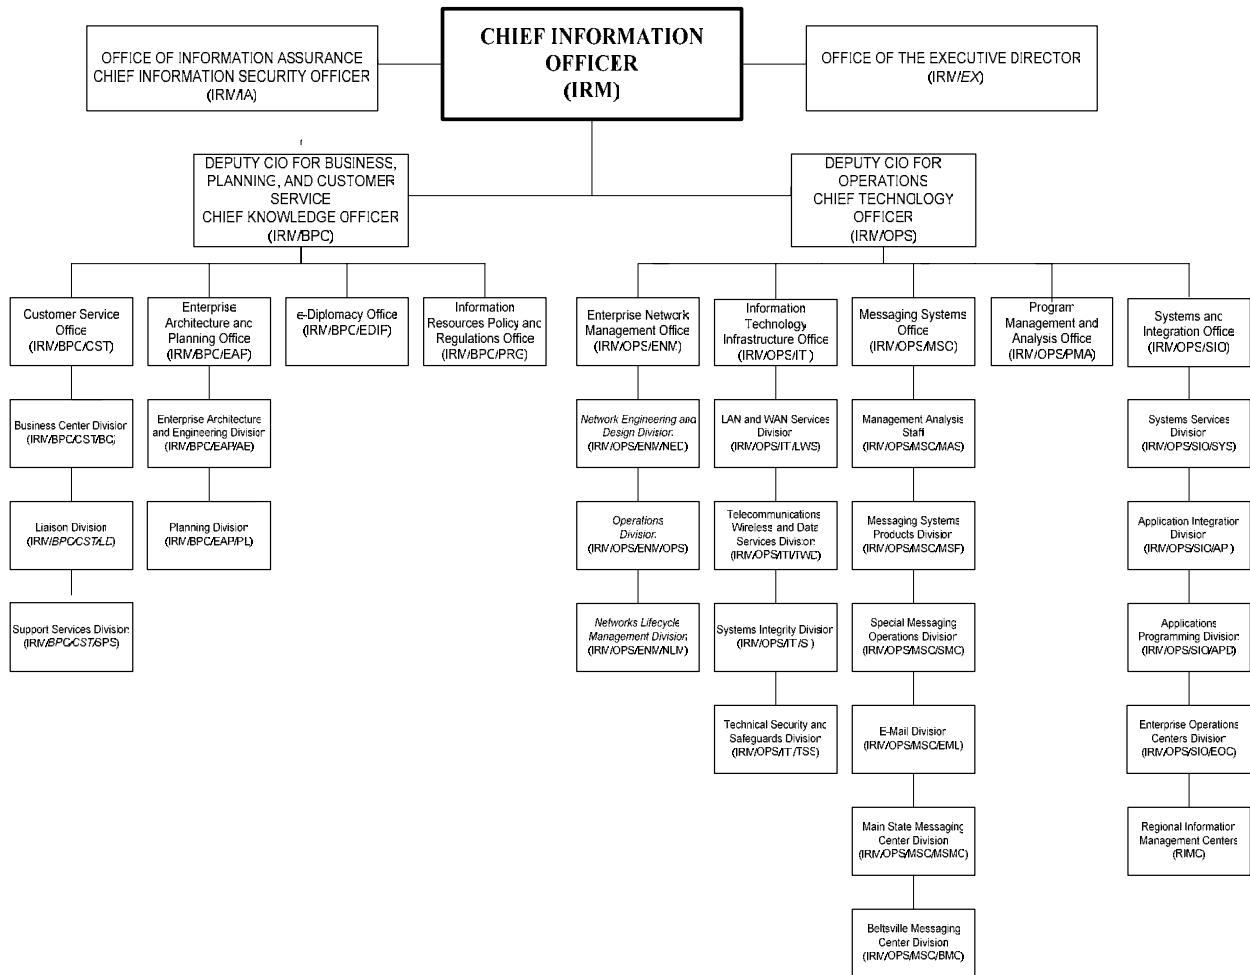 OFFICE OF INFORMATION ASSURANCE
CHIEF INFORMATION SECURITY OFFICER
(IRM/IA)
CHIEF INFORMATION
OFFICER
(IRM)
OFFICE OF THE EXECUTIVE DIRECTOR
(IRM/EX)
DEPUTY CIO FOR BUSINESS,
PLANNING, AND CUSTOMER
SERVICE
CHIEF KNOWLEDGE OFFICER
(IRM/BPC)
DEPUTY CIO FOR
OPERATIONS
CHIEF TECHNOLOGY
OFFICER
(IRM/OPS)
Customer Service
Office
(IRM/BPC/CST)
Enterprise
Architecture and
Planning Office
(IRM/BPC/EAP)
e-Diplomacy Office
(IRM/BPC/EDIP)
Information
Resources Policy and
Regulations Office
(IRM/BPC/PRG)
Enterprise Network
Management Office
(IRM/OPS/ENM)
Information
Technology
Infrastructure Office
(IRM/OPS/ITI)
Messaging Systems
Office
(IRM/OPS/MSO)
Program
Management and
Analysis Office
(IRM/OPS/PMA)
Systems and
Integration Office
(IRM/OPS/SIO)
Business Center Division
(IRM/BPC/CST/BC)
Enterprise Architecture
and Engineering Division
(IRM/BPC/EAP/AE)
Network Engineering and
Design Division
(IRM/OPS/ENM/NED)
LAN and WAN Services
Division
(IRM/OPS/ITI/LWS)
Management Analysis
Staff
(IRM/OPS/MSO/MAS)
Systems Services
Division
(IRM/OPS/SIO/SYS)
Liaison Division
(IRM/BPC/CST/LD)
Planning Division
(IRM/BPC/EAP/PL)
Operations
Division
(IRM/OPS/ENM/OPS)
Telecommunications
Wireless and Data
Services Division
(IRM/OPS/ITI/TWD)
Messaging Systems
Products Division
(IRM/OPS/MSO/MSP)
Application Integration
Division
(IRM/OPS/SIO/API)
Support Services Division
(IRM/BPC/CST/SPS)
Networks Lifecycle
Management Division
(IRM/OPS/ENM/NLM)
Systems Integrity Division
(IRM/OPS/ITI/SI)
Special Messaging
Operations Division
(IRM/OPS/MSO/SMO)
Applications
Programming Division
(IRM/OPS/SIO/APD)
Technical Security and
Safeguards Division
(IRM/OPS/ITI/TSS)
E-Mail Division
(IRM/OPS/MSO/EML)
Enterprise Operations
Centers Division
(IRM/OPS/SIO/EOC)
Main State Messaging
Center Division
(IRM/OPS/MSO/MSMC)
Regional Information
Management Centers
(RIMC)
Beltsville Messaging
Center Division
(IRM/OPS/MSO/BMC)